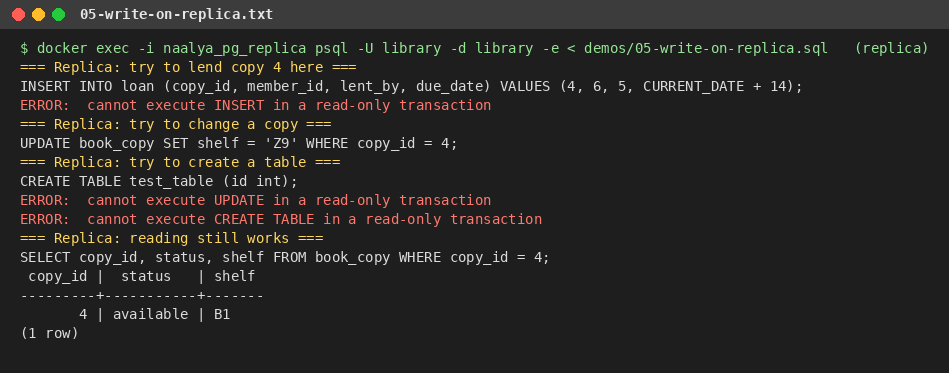 05-write-on-replica.txt
$ docker exec -i naalya_pg_replica psql -U library -d library -e < demos/05-write-on-replica.sql   (replica)
=== Replica: try to lend copy 4 here ===
INSERT INTO loan (copy_id, member_id, lent_by, due_date) VALUES (4, 6, 5, CURRENT_DATE + 14);
ERROR:  cannot execute INSERT in a read-only transaction
=== Replica: try to change a copy ===
UPDATE book_copy SET shelf = 'Z9' WHERE copy_id = 4;
=== Replica: try to create a table ===
CREATE TABLE test_table (id int);
ERROR:  cannot execute UPDATE in a read-only transaction
ERROR:  cannot execute CREATE TABLE in a read-only transaction
=== Replica: reading still works ===
SELECT copy_id, status, shelf FROM book_copy WHERE copy_id = 4;
 copy_id |  status   | shelf
---------+-----------+-------
       4 | available | B1
(1 row)